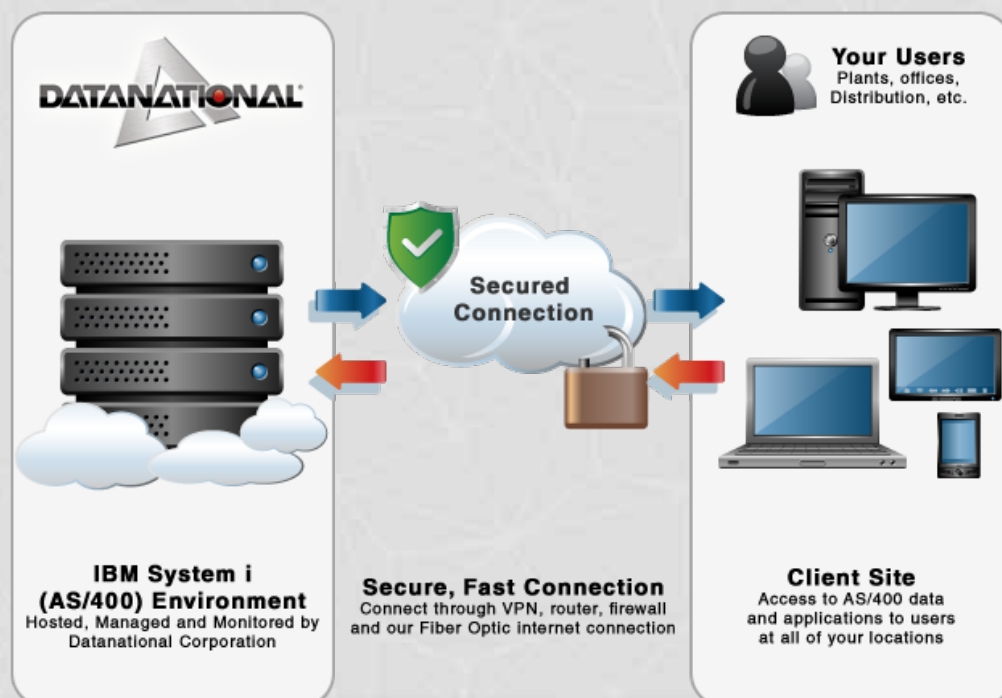 DATANATIONAL
Your Users
Plants, offices,
Distribution, etc.
Secured
Connection
IBM System i
(AS/400) Environment
Hosted, Managed and Monitored by
Datanational Corporation
Secure, Fast Connection
Connect through VPN, router, firewall
and our Fiber Optic internet connection
Client Site
Access to AS/400 data
and applications to users
at all of your locations